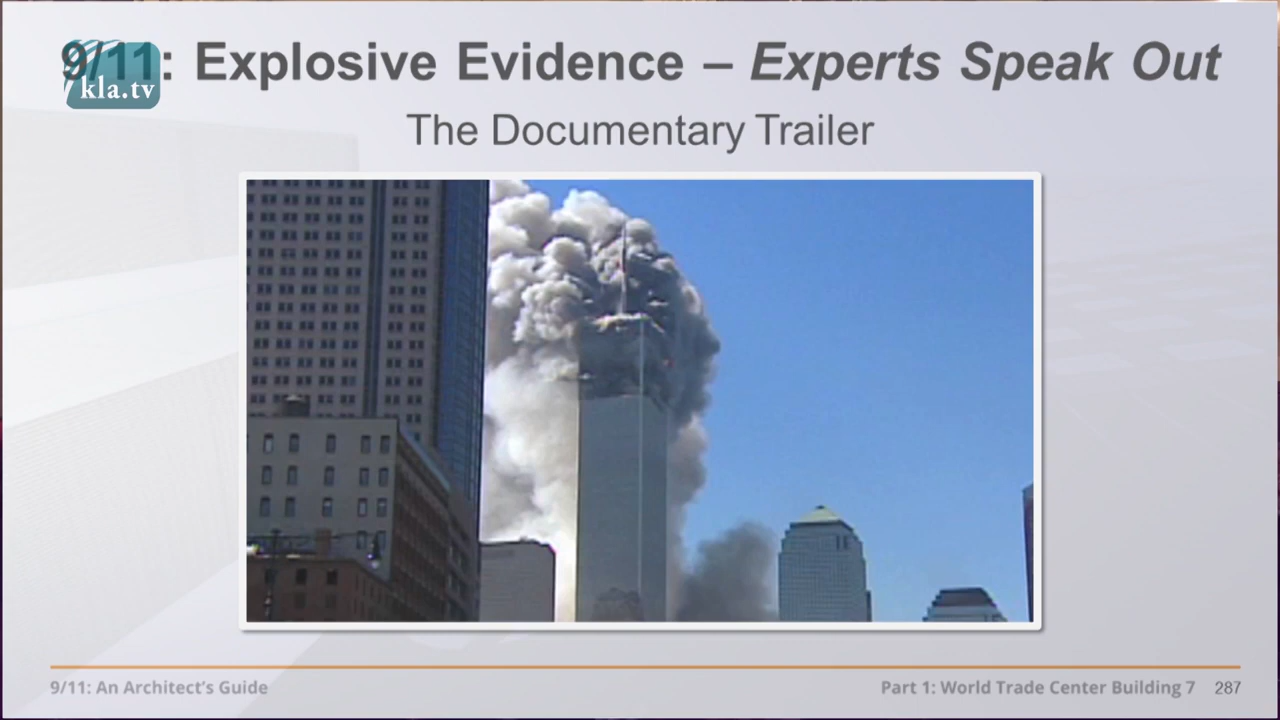 9/11: Explosive Evidence – Experts Speak Out
kla.tv
The Documentary Trailer
9/11: An Architect's Guide
Part 1: World Trade Center Building 7 287